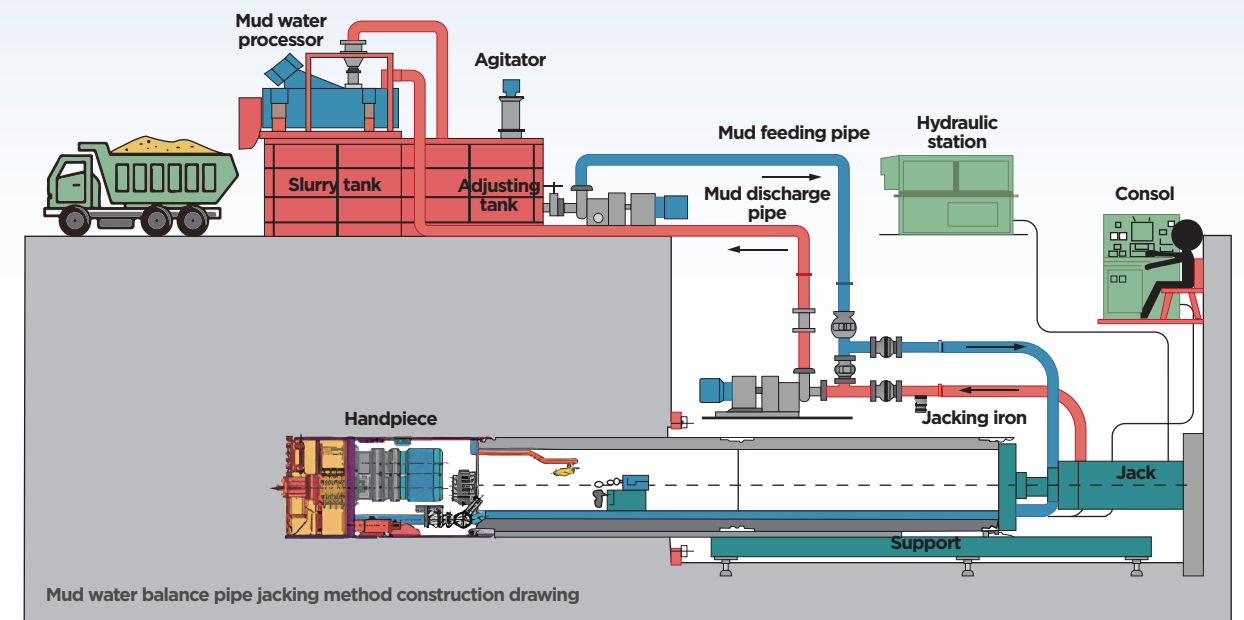 Mud water
processor
Agitator
Mud feeding pipe
Hydraulic
station
Slurry tank
Adjusting
tank
Mud discharge
pipe
Consol
Handpiece
Jacking iron
Jack
Support
Mud water balance pipe jacking method construction drawing